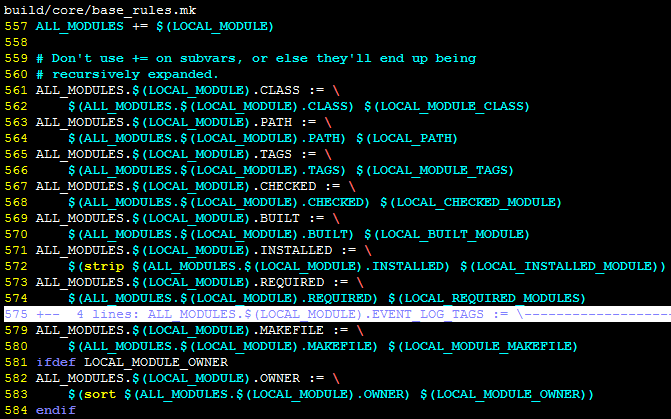 build/core/base_rules.mk
557 ALL_MODULES += $(LOCAL_MODULE)
558
559 # Don't use += on subvars, or else they'll end up being
560 # recursively expanded.
561 ALL_MODULES.$(LOCAL_MODULE).CLASS := \
562     $(ALL_MODULES.$(LOCAL_MODULE).CLASS) $(LOCAL_MODULE_CLASS)
563 ALL_MODULES.$(LOCAL_MODULE).PATH := \
564     $(ALL_MODULES.$(LOCAL_MODULE).PATH) $(LOCAL_PATH)
565 ALL_MODULES.$(LOCAL_MODULE).TAGS := \
566     $(ALL_MODULES.$(LOCAL_MODULE).TAGS) $(LOCAL_MODULE_TAGS)
567 ALL_MODULES.$(LOCAL_MODULE).CHECKED := \
568     $(ALL_MODULES.$(LOCAL_MODULE).CHECKED) $(LOCAL_CHECKED_MODULE)
569 ALL_MODULES.$(LOCAL_MODULE).BUILT := \
570     $(ALL_MODULES.$(LOCAL_MODULE).BUILT) $(LOCAL_BUILT_MODULE)
571 ALL_MODULES.$(LOCAL_MODULE).INSTALLED := \
572     $(strip $(ALL_MODULES.$(LOCAL_MODULE).INSTALLED) $(LOCAL_INSTALLED_MODULE))
573 ALL_MODULES.$(LOCAL_MODULE).REQUIRED := \
574     $(ALL_MODULES.$(LOCAL_MODULE).REQUIRED) $(LOCAL_REQUIRED_MODULES)
575 +--  4 lines: ALL_MODULES.$(LOCAL_MODULE).EVENT_LOG_TAGS := \-------------------
579 ALL_MODULES.$(LOCAL_MODULE).MAKEFILE := \
580     $(ALL_MODULES.$(LOCAL_MODULE).MAKEFILE) $(LOCAL_MODULE_MAKEFILE)
581 ifdef LOCAL_MODULE_OWNER
582 ALL_MODULES.$(LOCAL_MODULE).OWNER := \
583     $(sort $(ALL_MODULES.$(LOCAL_MODULE).OWNER) $(LOCAL_MODULE_OWNER))
584 endif